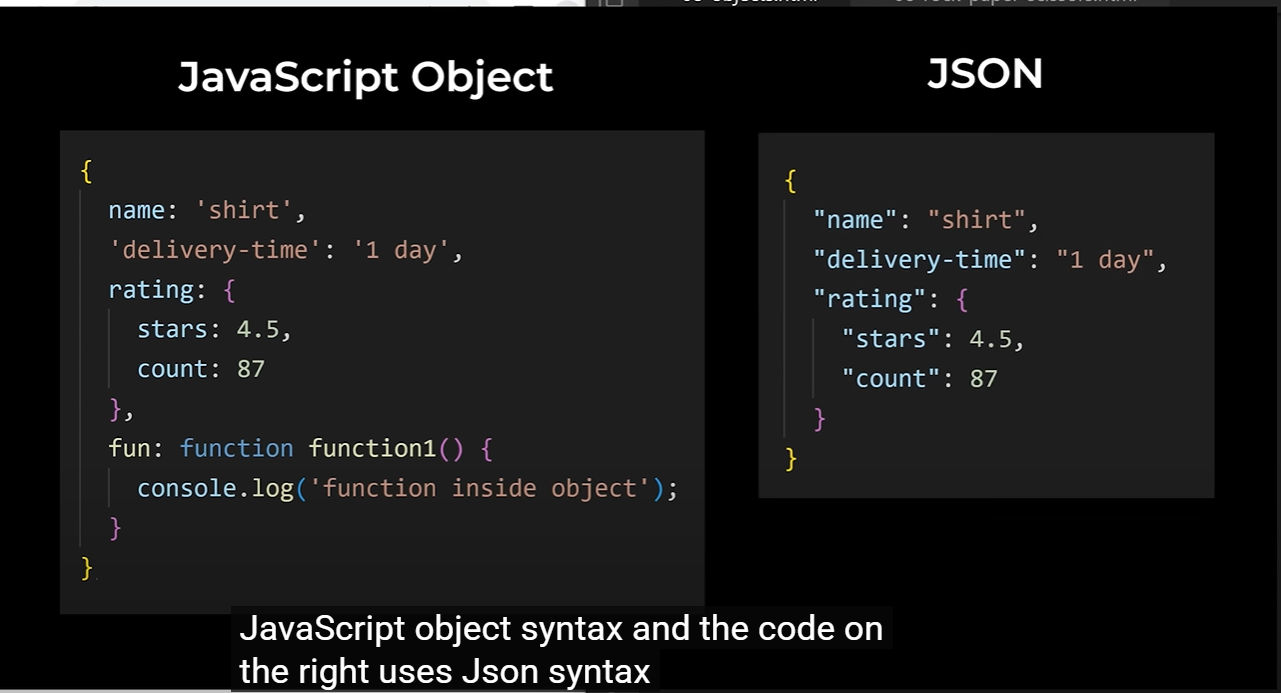 JavaScript Object
{
name: 'shirt',
'delivery-time': '1 day',
rating: {
stars: 4.5,
count: 87
},
fun: function function1() {
console.log('function inside object');
}
}
JSON
{
"name": "shirt",
"delivery-time": "1 day",
"rating": {
"stars": 4.5,
"count": 87
}
}
JavaScript object syntax and the code on
the right uses Json syntax